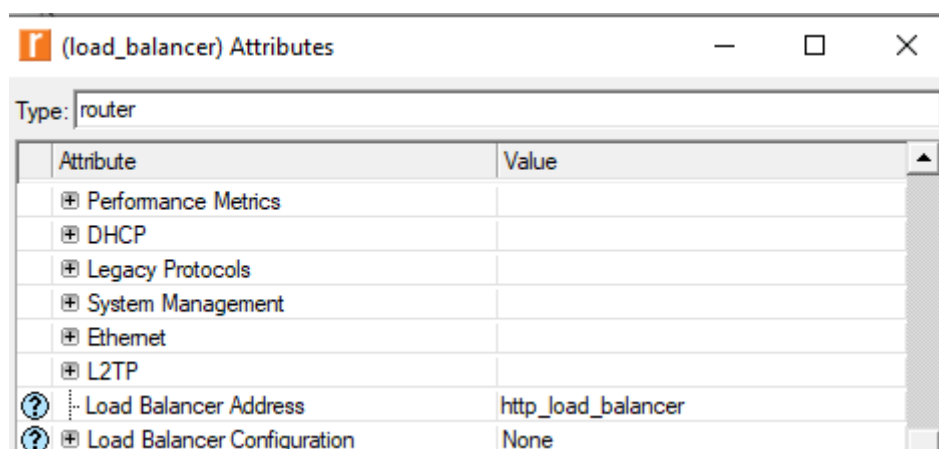 (load_balancer) Attributes
Type: router
Attribute Value
Performance Metrics
DHCP
Legacy Protocols
System Management
Ethernet
L2TP
? Load Balancer Address http_load_balancer
? Load Balancer Configuration None